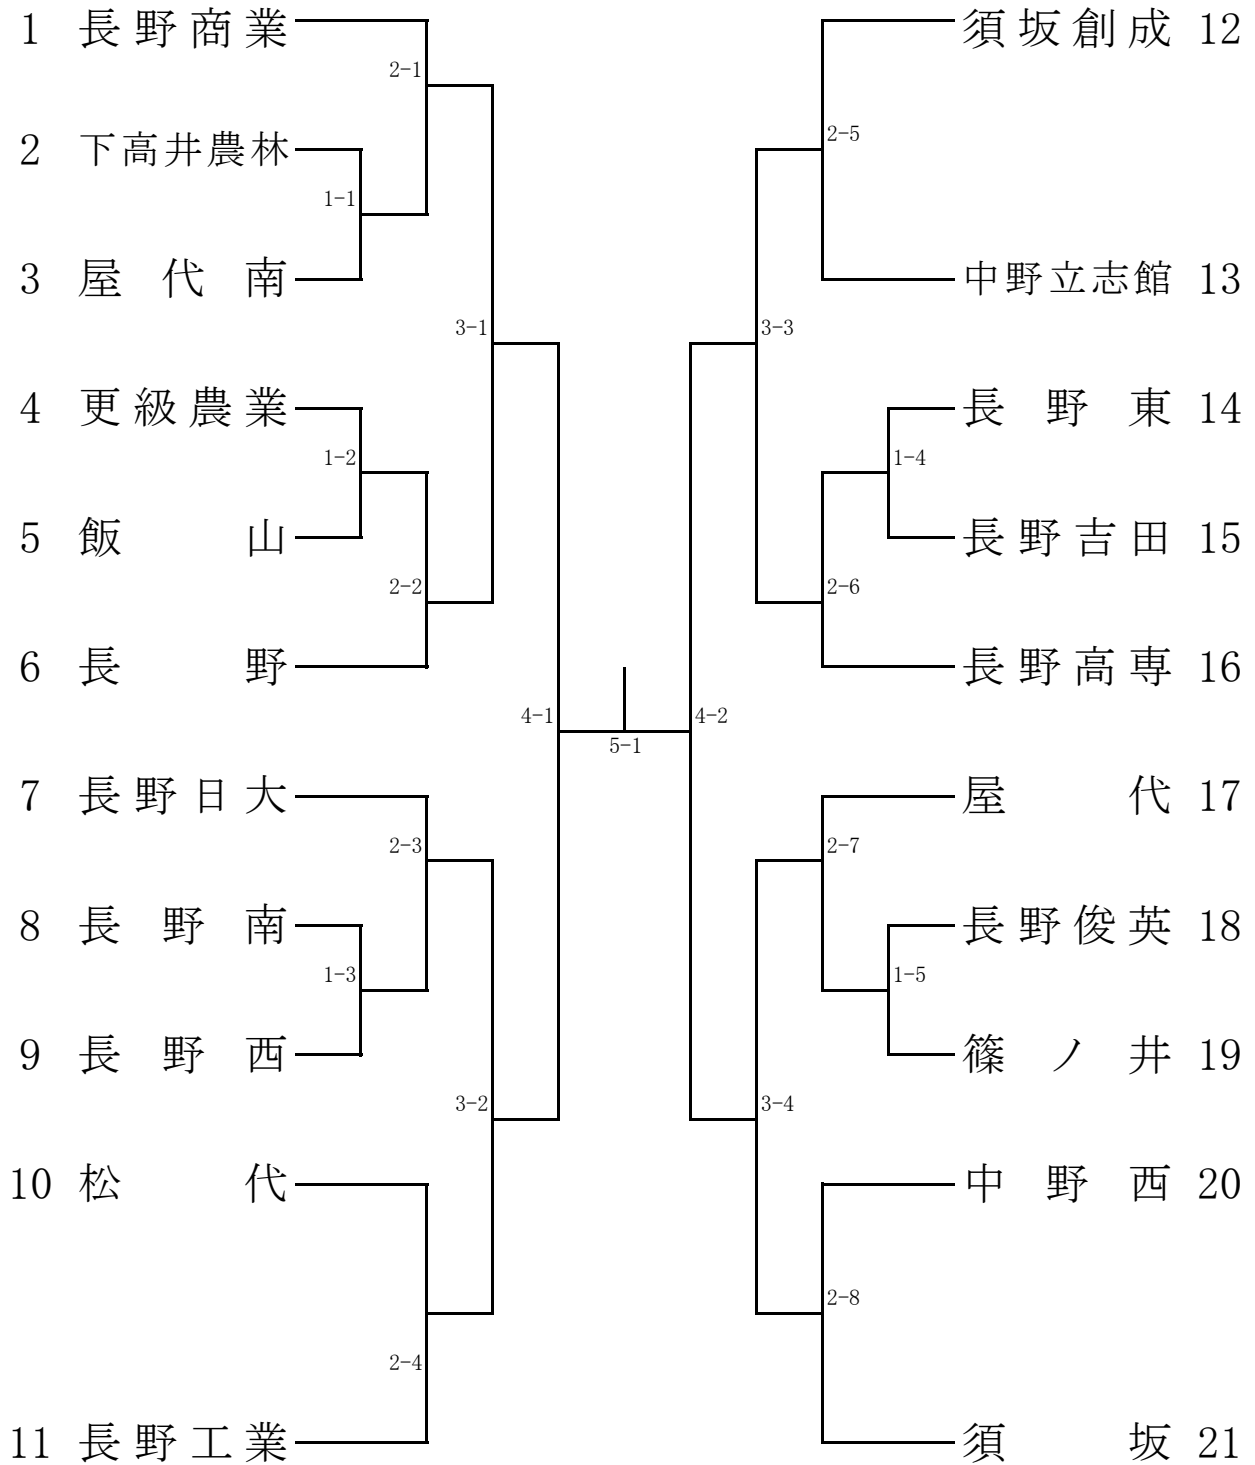 1 長野商業
2-1
2 下高井農林
1-1
3 屋代南
3-1
4 更級農業
1-2
5 飯山
2-2
6 長野
4-1
7 長野日大
2-3
8 長野南
1-3
9 長野西
3-2
10 松代
2-4
11 長野工業
5-1
須坂創成 12
2-5
中野立志館 13
3-3
長野東 14
1-4
長野吉田 15
2-6
長野高専 16
4-2
屋代 17
2-7
長野俊英 18
1-5
篠ノ井 19
3-4
中野西 20
2-8
須坂 21